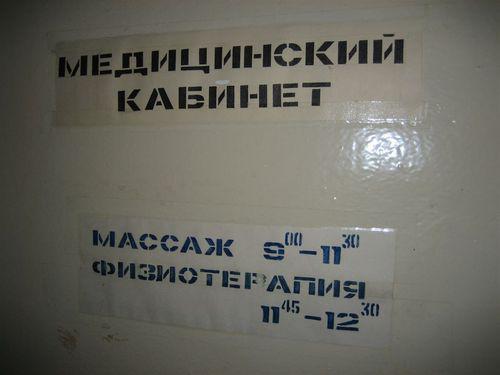 МЕДИЦИНСКИЙ
КАБИНЕТ
МАССАЖ 9⁰⁰-11³⁰
ФИЗИОТЕРАПИЯ
11⁴⁵-12³⁰